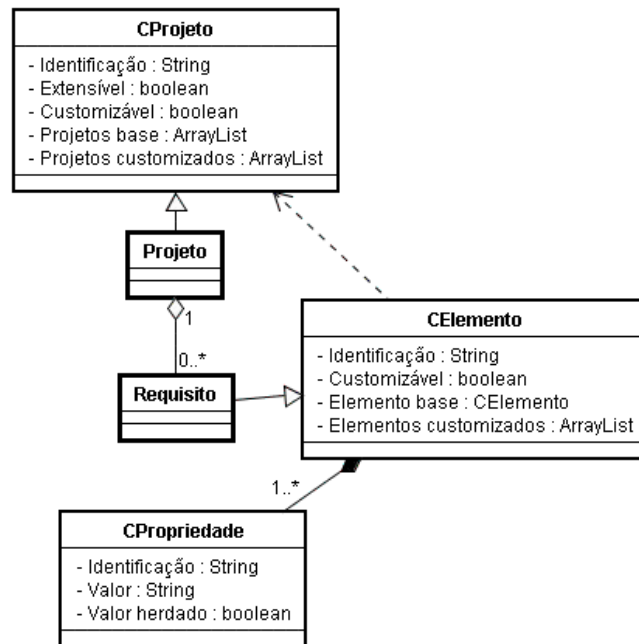 CProjeto
- Identificação : String
- Extensível : boolean
- Customizável : boolean
- Projetos base : ArrayList
- Projetos customizados : ArrayList
Projeto
1
0..*
Requisito
CElemento
- Identificação : String
- Customizável : boolean
- Elemento base : CElemento
- Elementos customizados : ArrayList
1..*
CPropriedade
- Identificação : String
- Valor : String
- Valor herdado : boolean